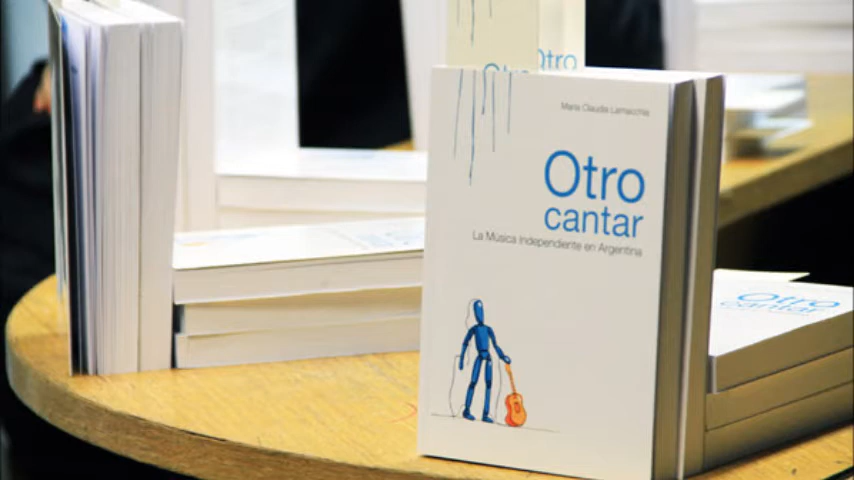 Otro
María Claudia Lamacchia
Otro
cantar
La Música Independiente en Argentina
Otro
cantar